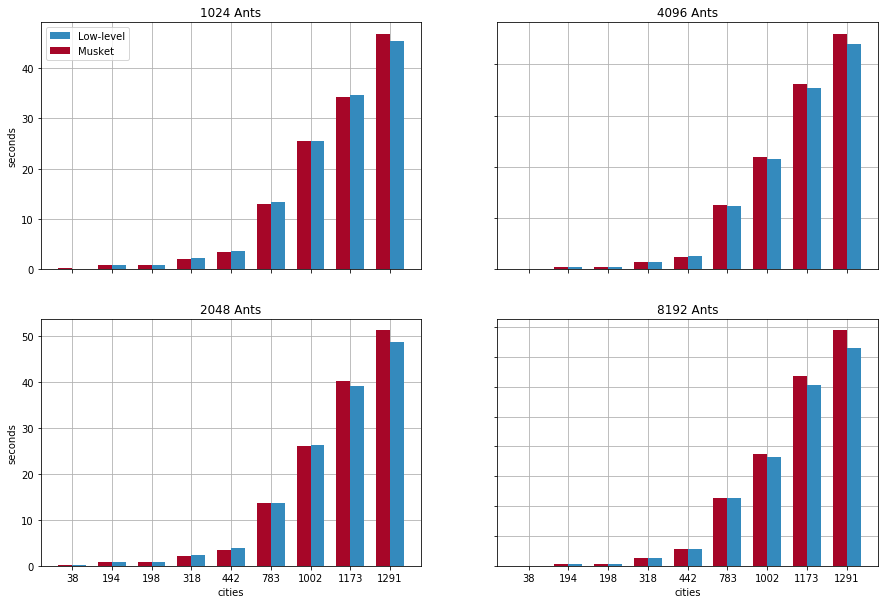 1024 Ants
4096 Ants
Low-level
Musket
40
30
20
10
0
seconds
2048 Ants
8192 Ants
50
40
30
20
10
0
seconds
38 194 198 318 442 783 1002 1173 1291
cities
38 194 198 318 442 783 1002 1173 1291
cities